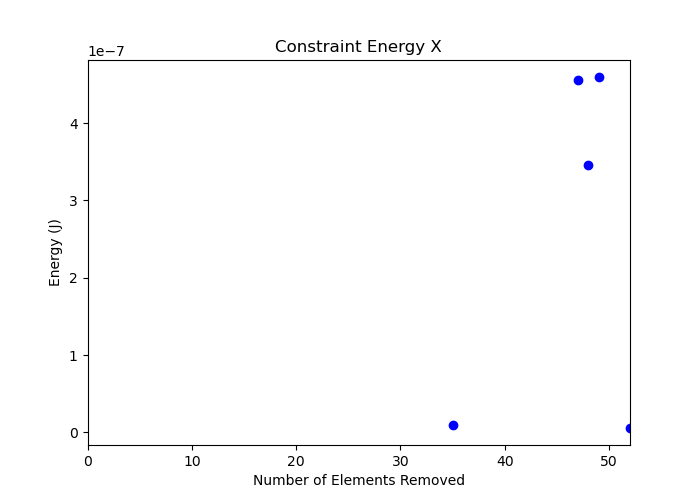 Constraint Energy X
1e−7
4
3
2
1
0
Energy (J)
0 10 20 30 40 50
Number of Elements Removed